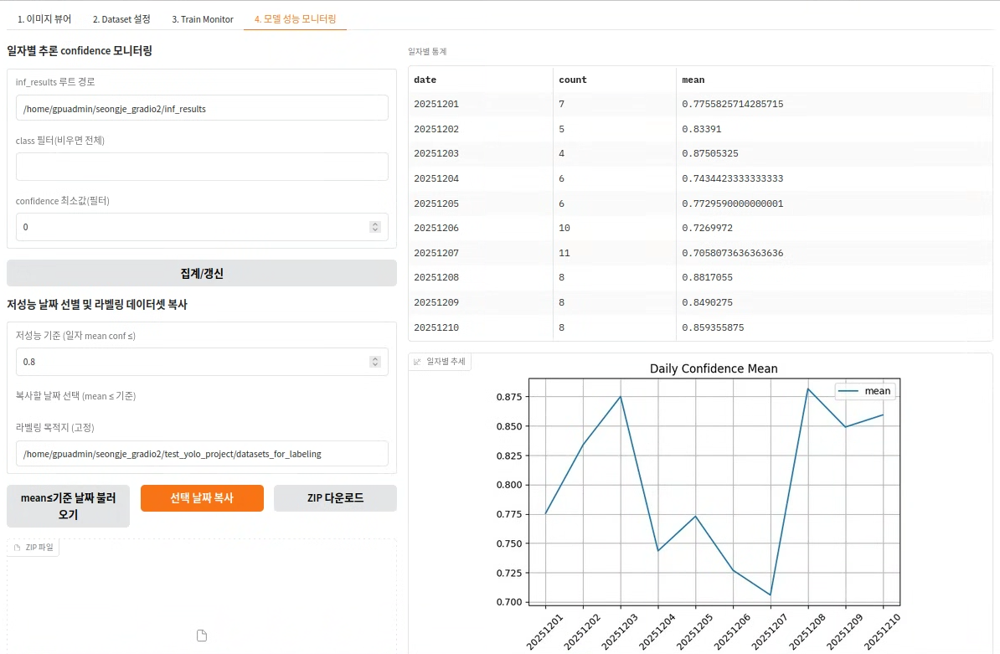 1. 이미지 뷰어 2. Dataset 설정 3. Train Monitor 4. 모델 성능 모니터링
일자별 추론 confidence 모니터링
inf_results 루트 경로
/home/gpuadmin/seongje_gradio2/inf_results
class 필터(비우면 전체)
confidence 최소값(필터)
0
집계/갱신
저성능 날짜 선별 및 라벨링 데이터셋 복사
저성능 기준 (일자 mean conf ≤)
0.8
복사할 날짜 선택 (mean ≤ 기준)
라벨링 목적지 (고정)
/home/gpuadmin/seongje_gradio2/test_yolo_project/datasets_for_labeling
mean≤기준 날짜 불러
오기
선택 날짜 복사
ZIP 다운로드
ZIP 파일
일자별 통계
date count mean
20251201 7 0.7755825714285715
20251202 5 0.83391
20251203 4 0.87505325
20251204 6 0.7434423333333333
20251205 6 0.7729590000000001
20251206 10 0.7269972
20251207 11 0.7058073636363636
20251208 8 0.8817055
20251209 8 0.8490275
20251210 8 0.859355875
일자별 추세
Daily Confidence Mean
mean
0.875
0.850
0.825
0.800
0.775
0.750
0.725
0.700
20251201 20251202 20251203 20251204 20251205 20251206 20251207 20251208 20251209 20251210